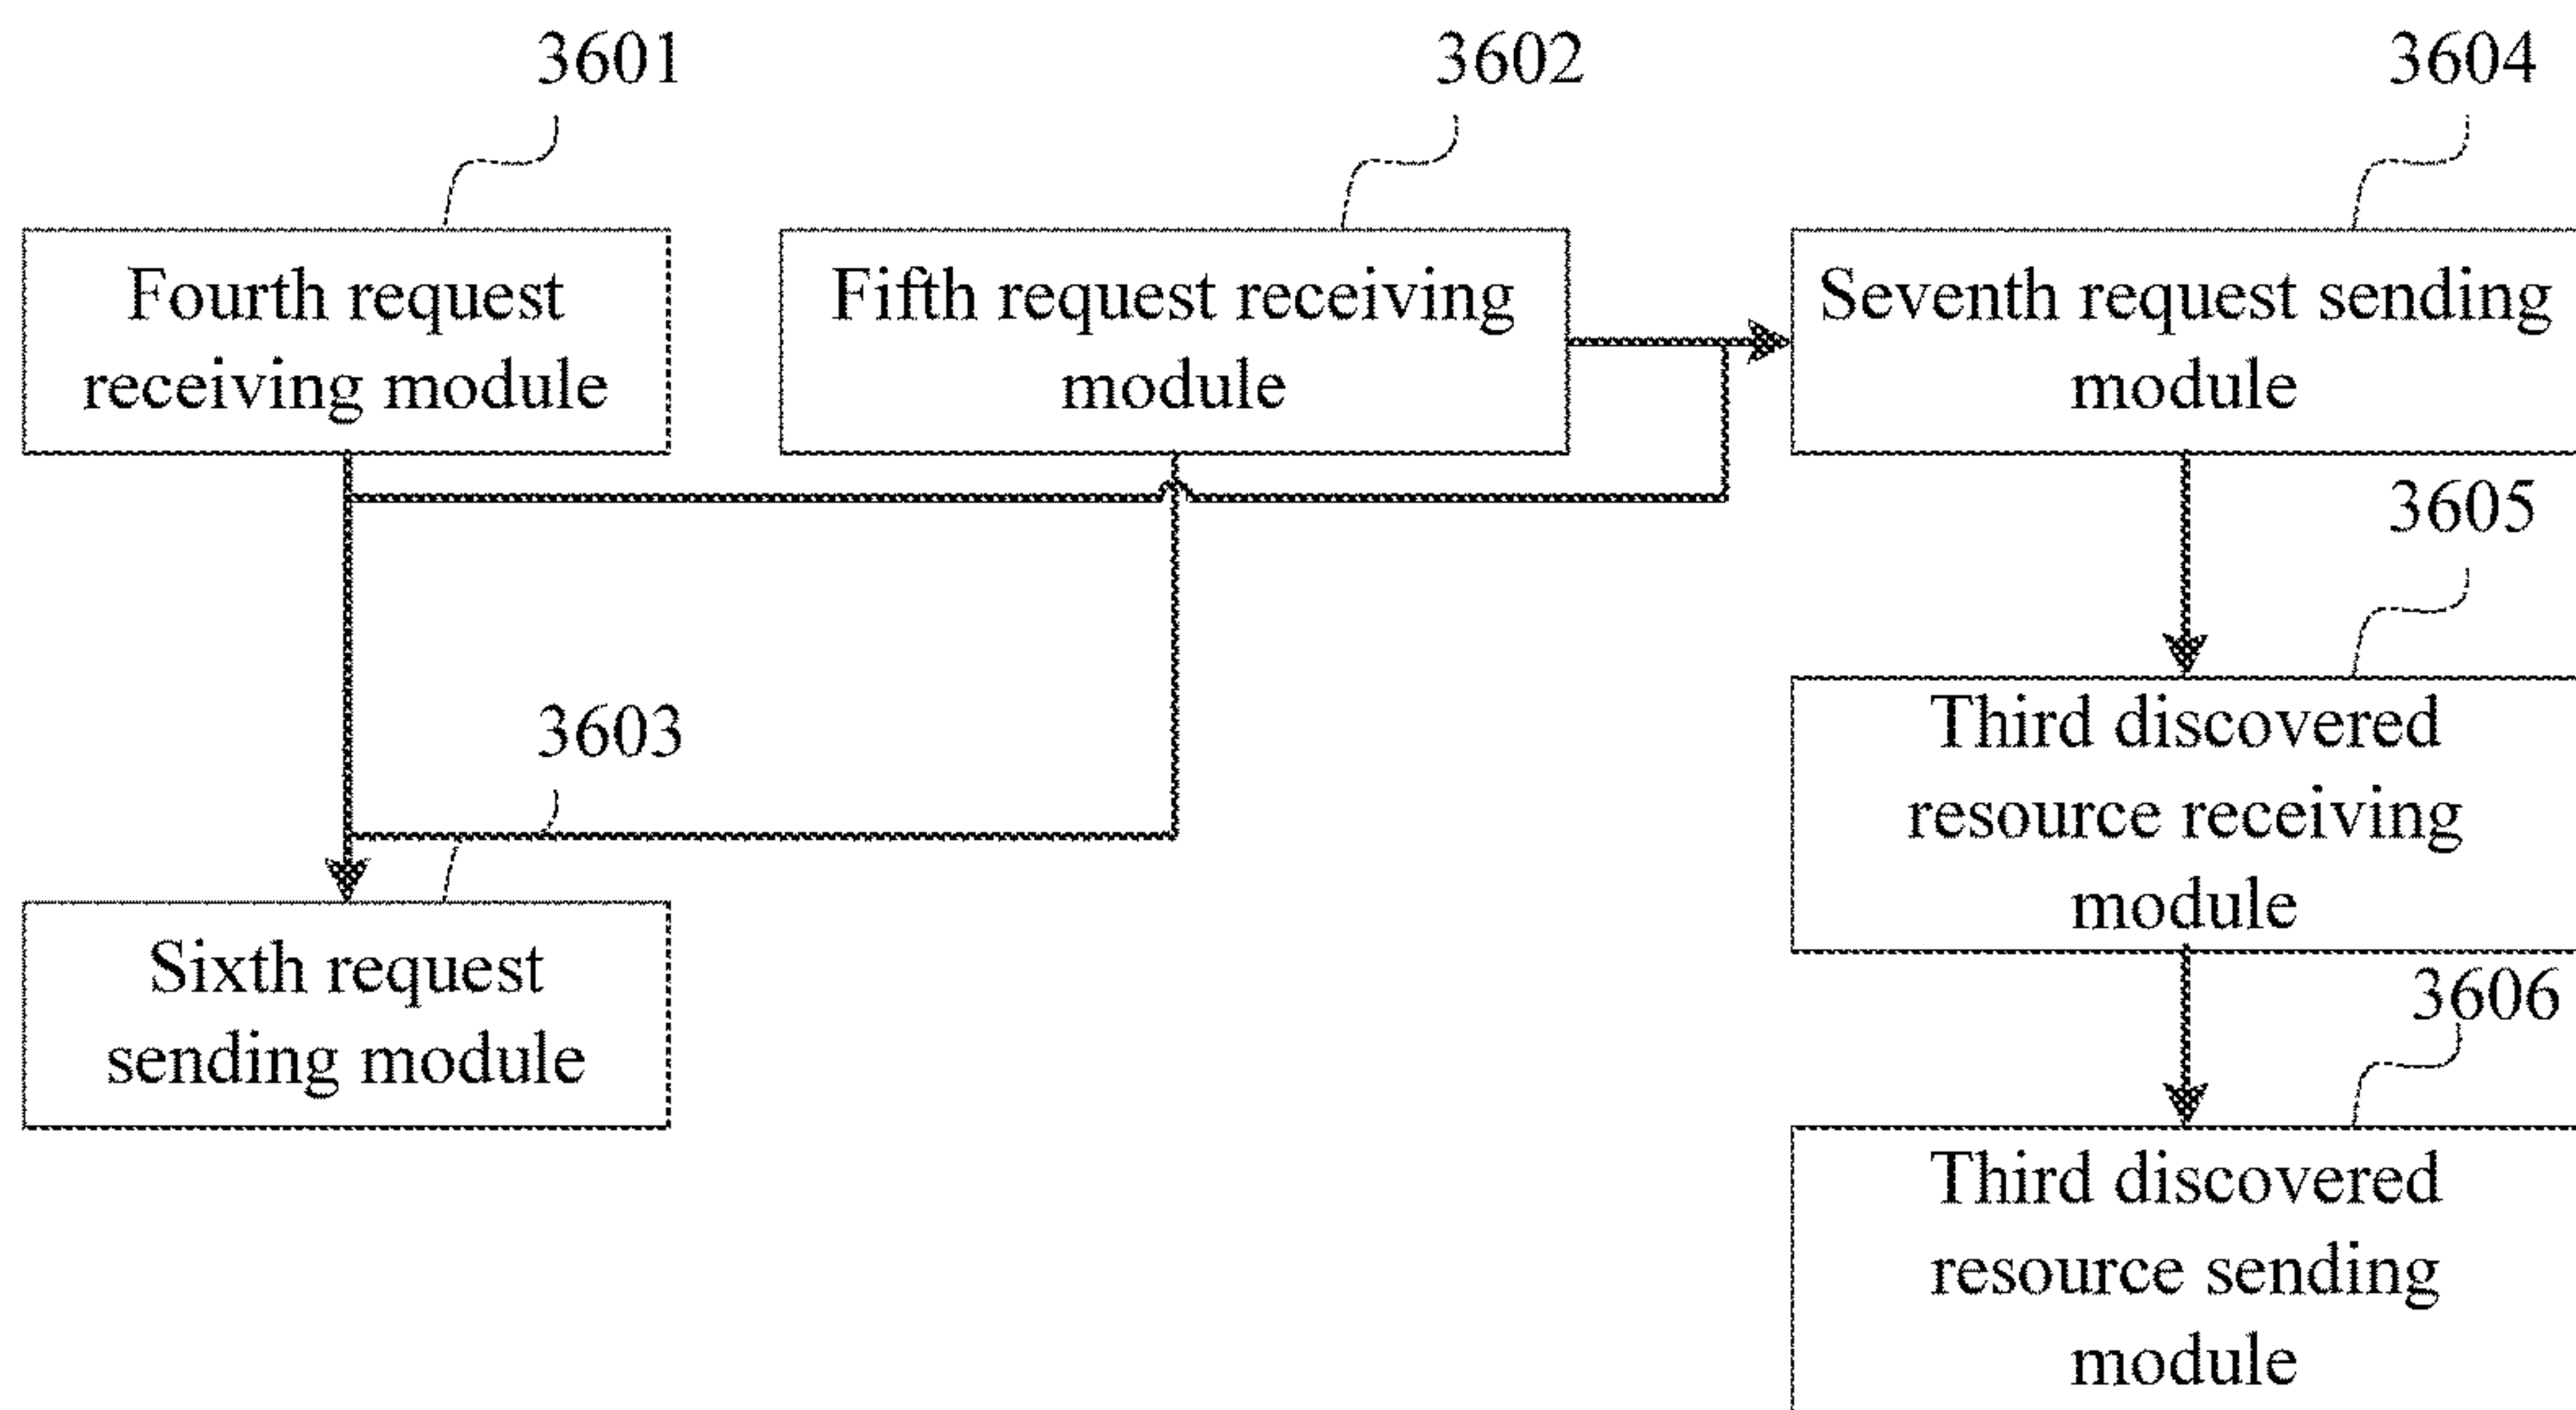 3601
3602
3604
Fourth request
receiving module
Fifth request receiving
module
Seventh request sending
module
3605
3603
Third discovered
resource receiving
module
Sixth request
sending module
3606
Third discovered
resource sending
module